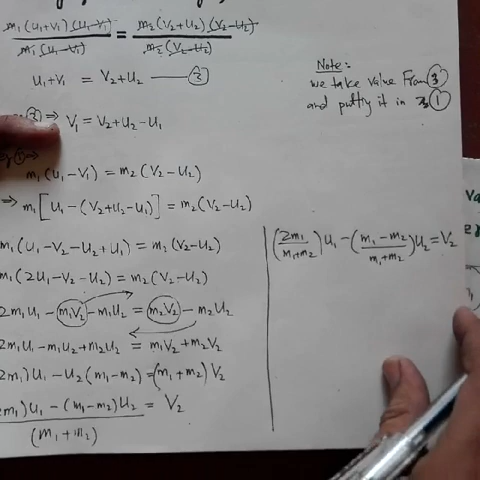 m₁(u₁+v₁)(u₁-v₁) / m₁(u₁-v₁) = m₂(v₂+u₂)(v₂-u₂) / m₂(v₂-u₂)
u₁+v₁ = v₂+u₂ — ③
⇒ v₁ = v₂+u₂-u₁
① ⇒
m₁(u₁-v₁) = m₂(v₂-u₂)
⇒ m₁[u₁-(v₂+u₂-u₁)] = m₂(v₂-u₂)
m₁(u₁-v₂-u₂+u₁) = m₂(v₂-u₂)
m₁(2u₁-v₂-u₂) = m₂(v₂-u₂)
2m₁u₁-m₁v₂-m₁u₂ = m₂v₂-m₂u₂
2m₁u₁-m₁u₂+m₂u₂ = m₁v₂+m₂v₂
2m₁)u₁-u₂(m₁-m₂) = (m₁+m₂)v₂
2m₁)u₁-(m₁-m₂)u₂ / (m₁+m₂) = v₂
Note:
we take value From ③
and putty it in ①
(2m₁/m₁+m₂)u₁-(m₁-m₂/m₁+m₂)u₂=v₂